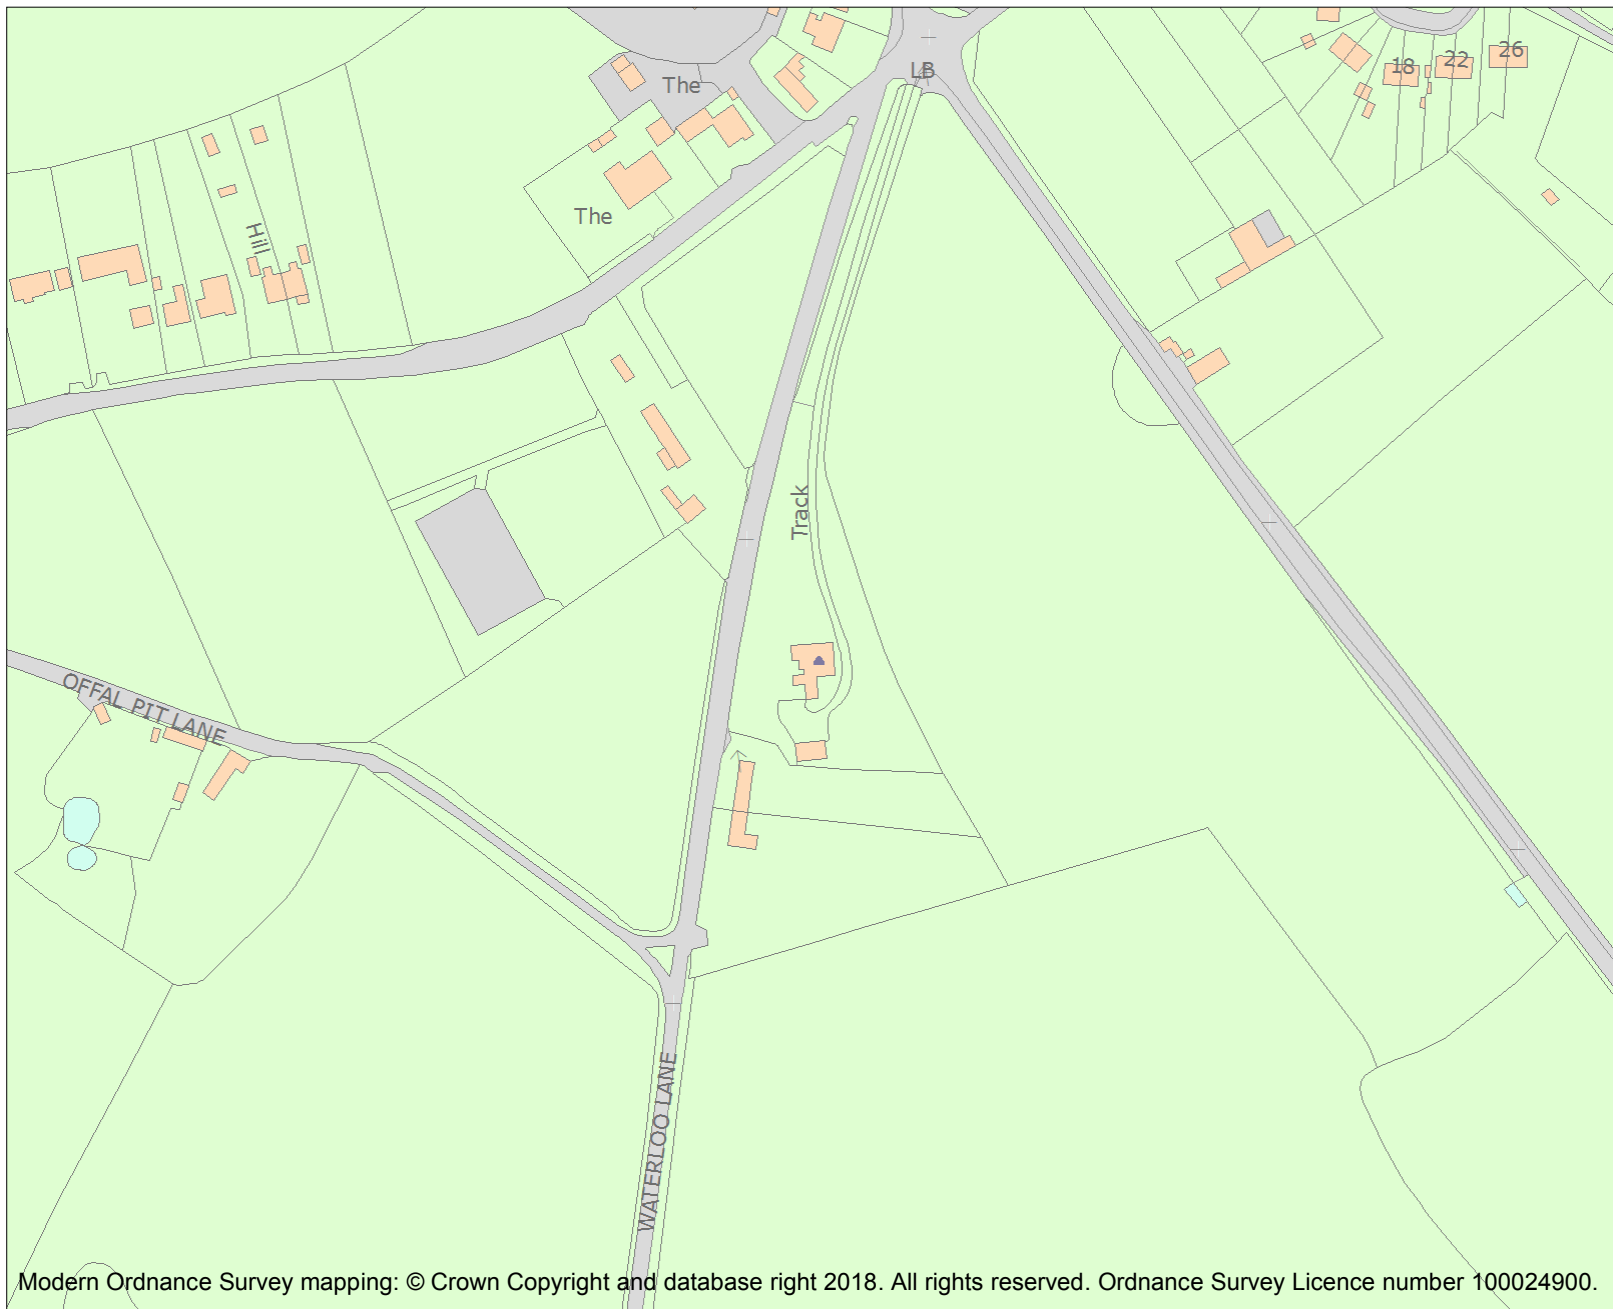 LB
The
18
22
26
The
Hill
Track
OFFAL PIT LANE
WATERLOO LANE
Modern Ordnance Survey mapping: © Crown Copyright and database right 2018. All rights reserved. Ordnance Survey Licence number 100024900.